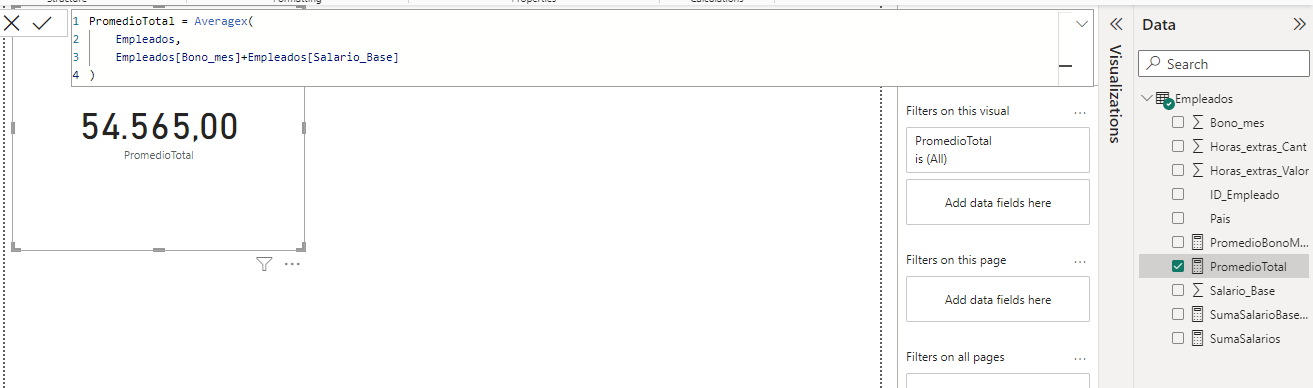 Structure Formatting Properties Calculations
1 PromedioTotal = Averagex(
2 Empleados,
3 Empleados[Bono_mes]+Empleados[Salario_Base]
4 )
54.565,00
PromedioTotal
Filters on this visual ...
PromedioTotal
is (All)
Add data fields here
Filters on this page ...
Add data fields here
Filters on all pages ...
Visualizations
Data
Search
Empleados
Bono_mes
Horas_extras_Cant
Horas_extras_Valor
ID_Empleado
Pais
PromedioBonoM...
PromedioTotal
Salario_Base
SumaSalarioBase...
SumaSalarios